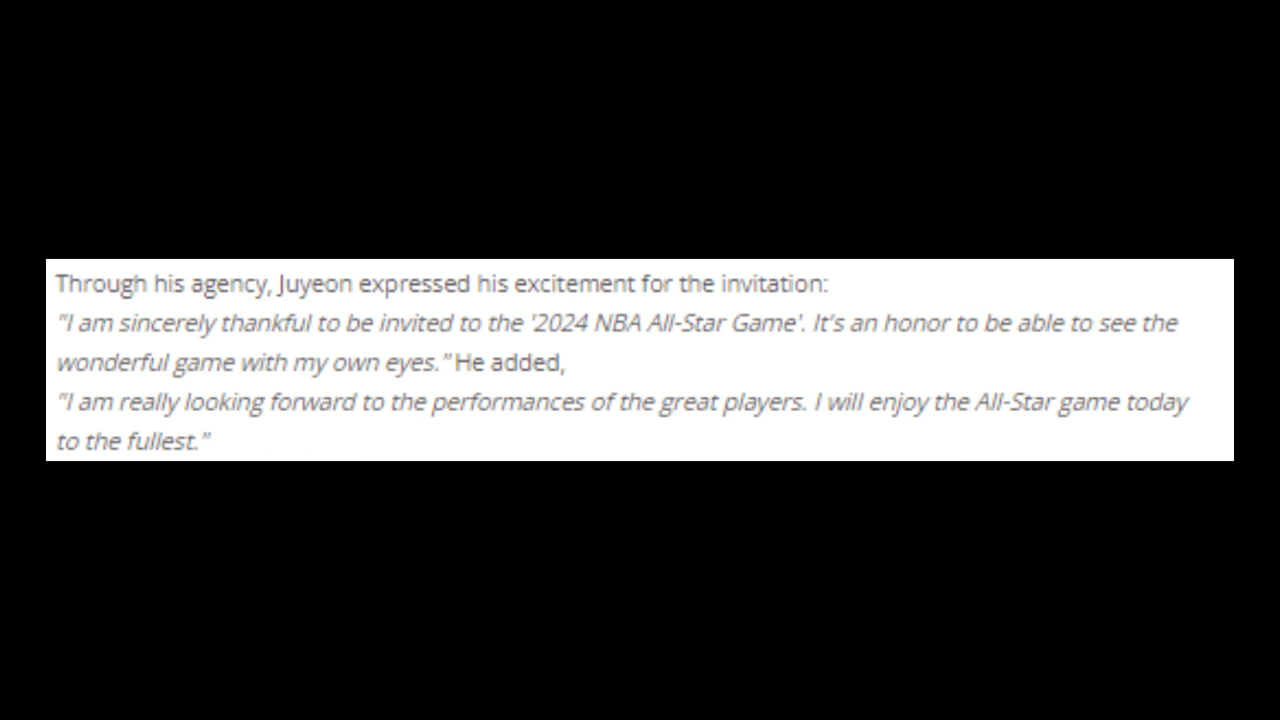 Through his agency, Juyeon expressed his excitement for the invitation:
"I am sincerely thankful to be invited to the '2024 NBA All-Star Game'. It's an honor to be able to see the
wonderful game with my own eyes." He added,
"I am really looking forward to the performances of the great players. I will enjoy the All-Star game today
to the fullest."